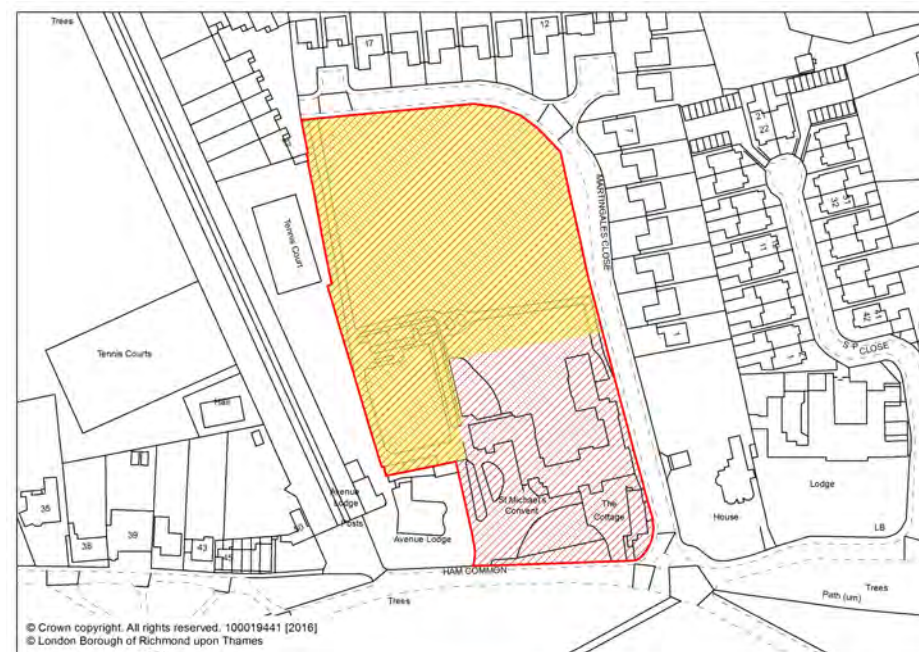 Trees
17
12
21
22
7
MARTINGALES CLOSE
Tennis Court
32
31
11
Tennis Courts
1
42
41
1
CLOSE
Hall
35
38
39
43
45
Avenue
Lodge
Posts
Avenue Lodge
St Michael's
Convent
The
Cottage
House
Lodge
LB
HAM COMMON
Trees
Trees
Path (um)
© Crown copyright. All rights reserved. 100019441 [2016]
© London Borough of Richmond upon Thames